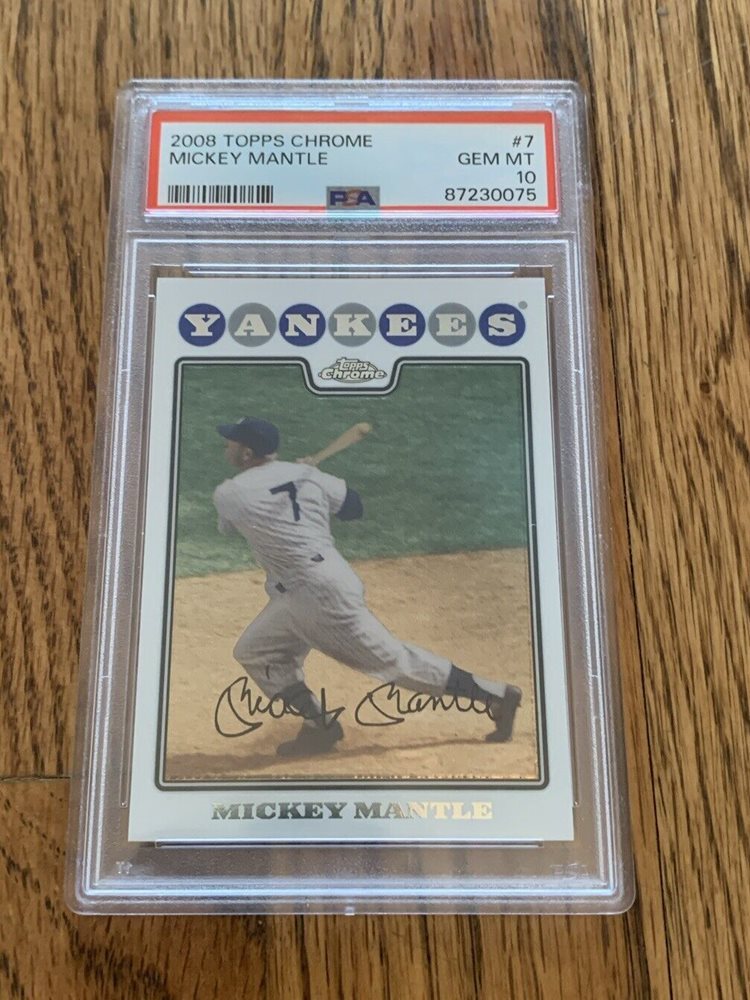 2008 TOPPS CHROME #7
MICKEY MANTLE GEM MT
10
PSA 87230075
YANKEES
Topps
Chrome
7
Mickey Mantle
MICKEY MANTLE